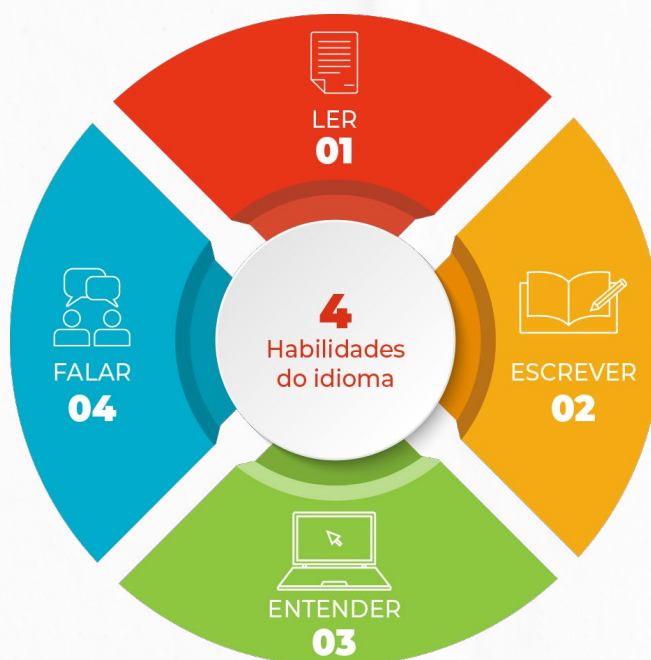 LER
01
4
Habilidades
do idioma
ESCREVER
02
FALAR
04
ENTENDER
03